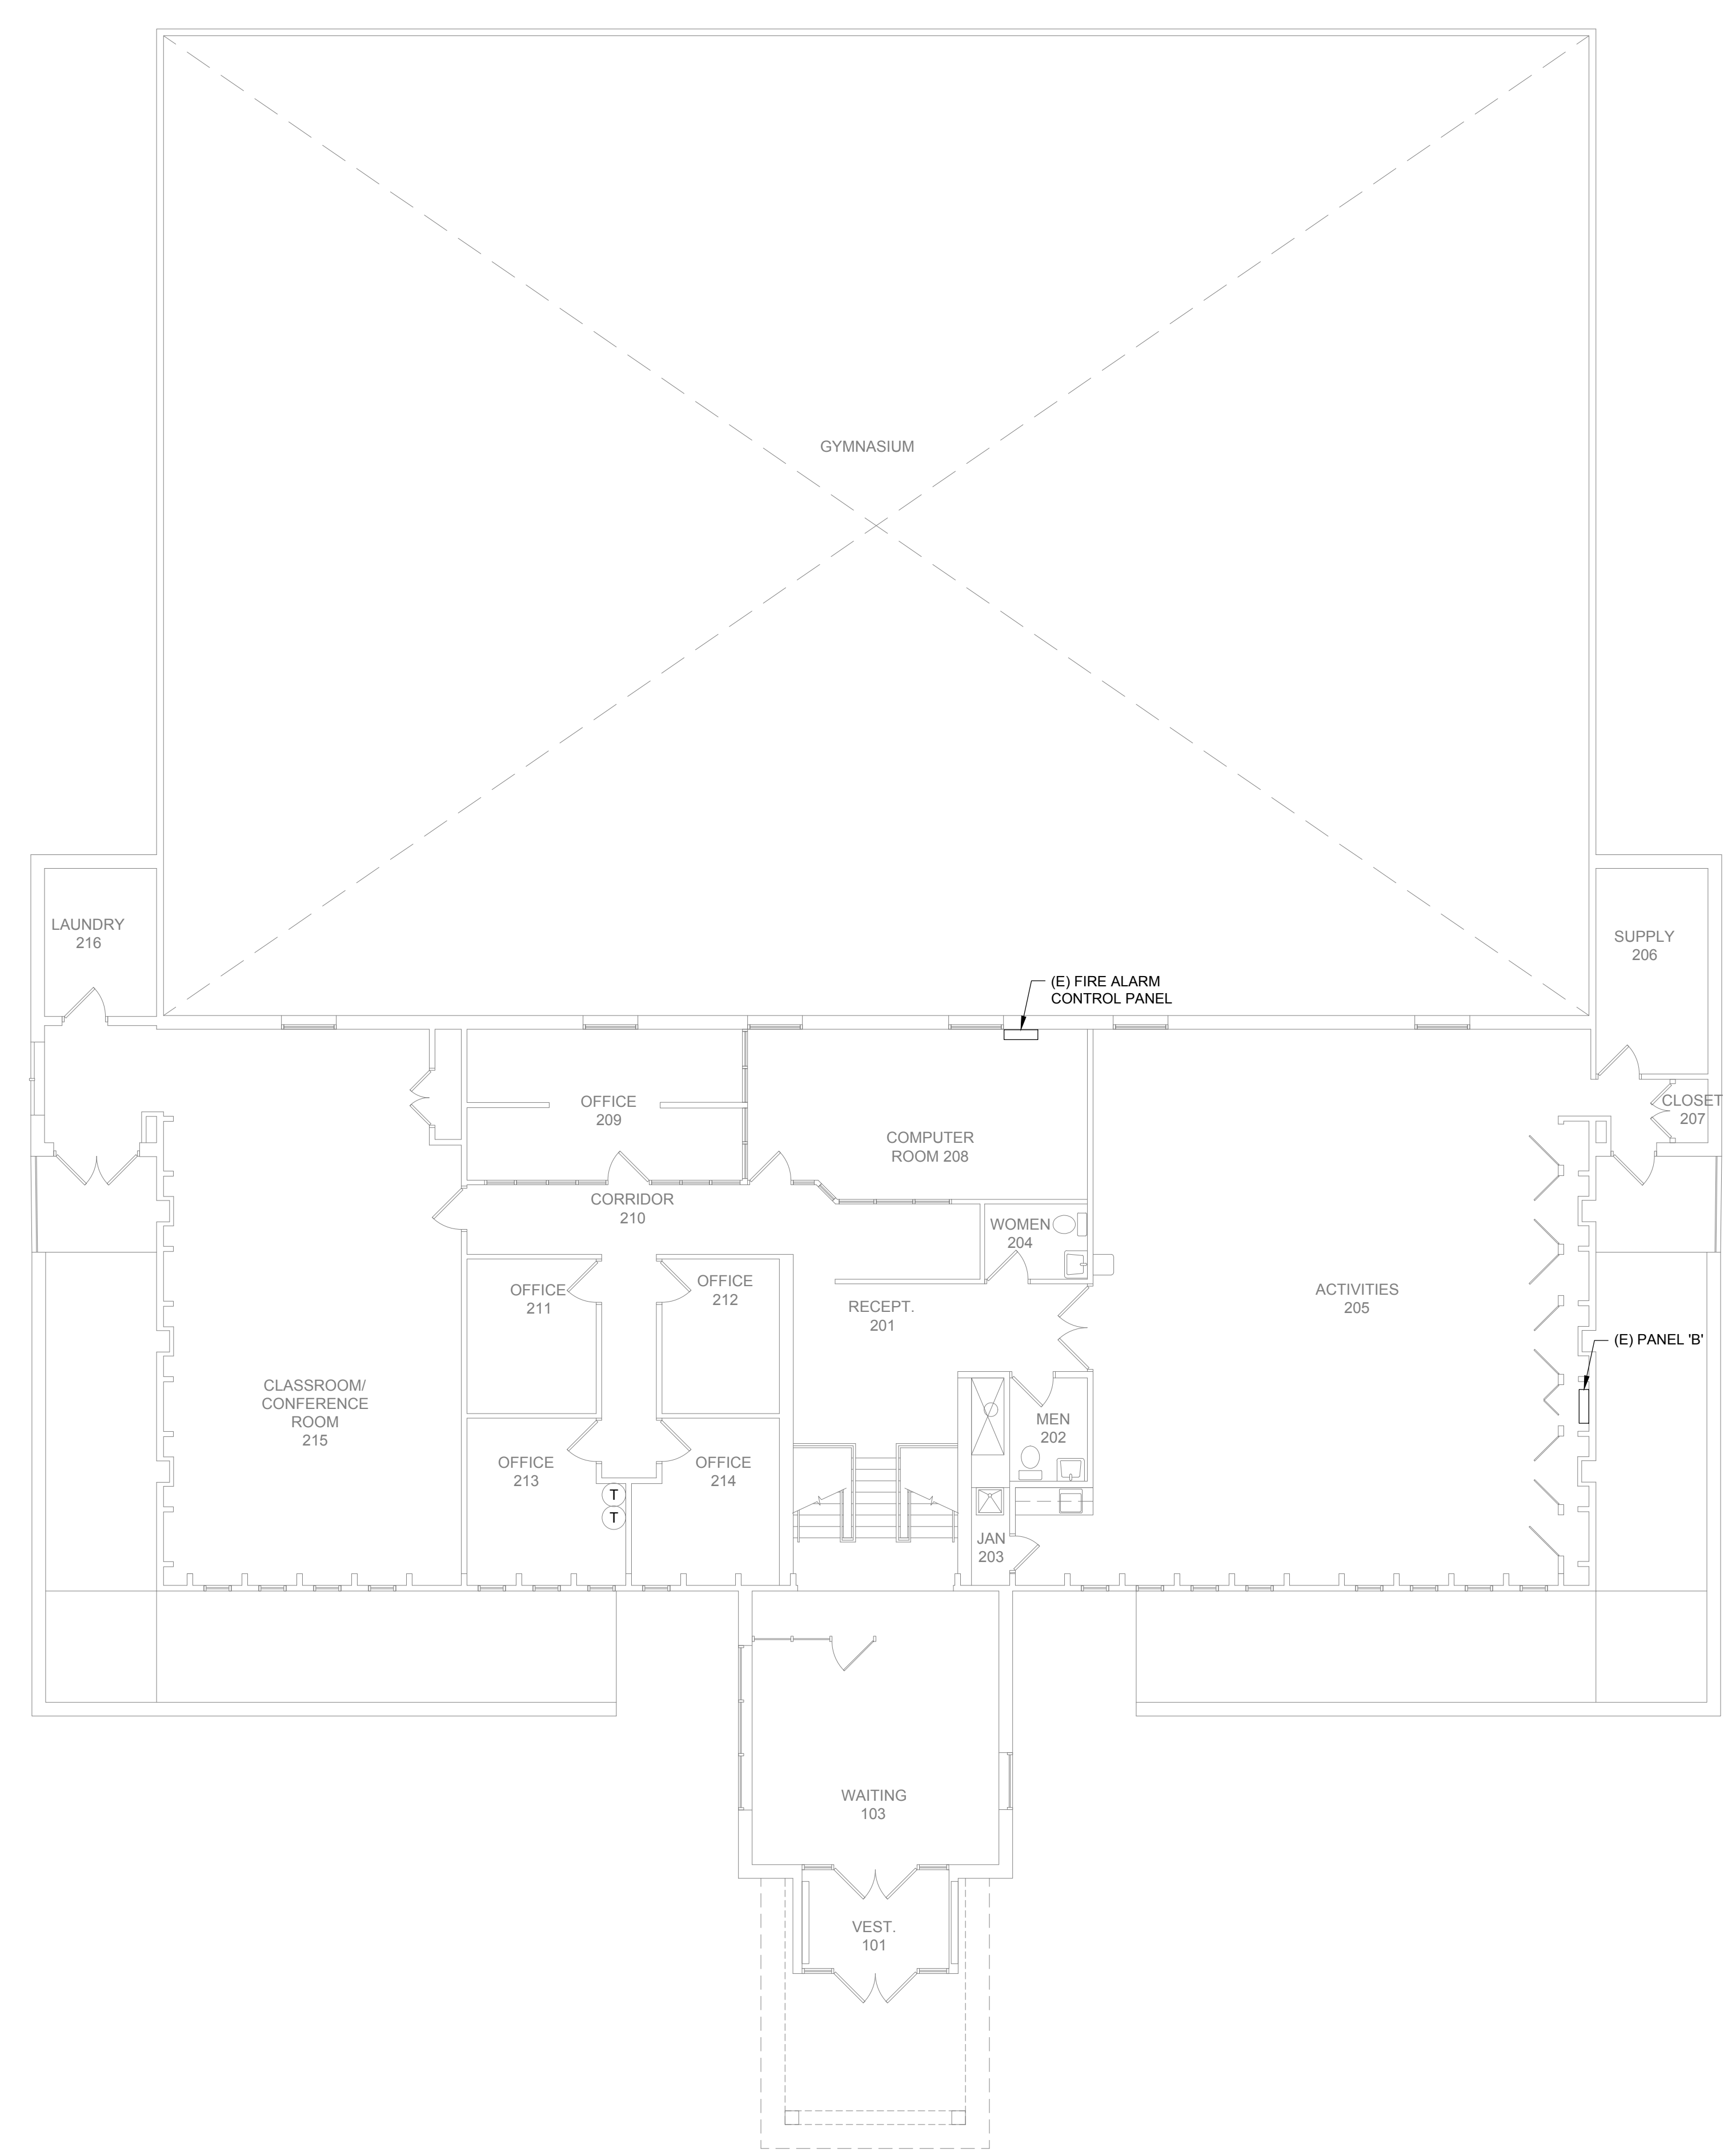 GYMNASIUM
LAUNDRY
216
SUPPLY
206
(E) FIRE ALARM
CONTROL PANEL
OFFICE
209
CLOSET
207
COMPUTER
ROOM 208
CORRIDOR
210
WOMEN
204
OFFICE
211
OFFICE
212
RECEPT.
201
ACTIVITIES
205
(E) PANEL 'B'
CLASSROOM/
CONFERENCE
ROOM
215
MEN
202
OFFICE
213
OFFICE
214
T
T
JAN
203
WAITING
103
VEST.
101